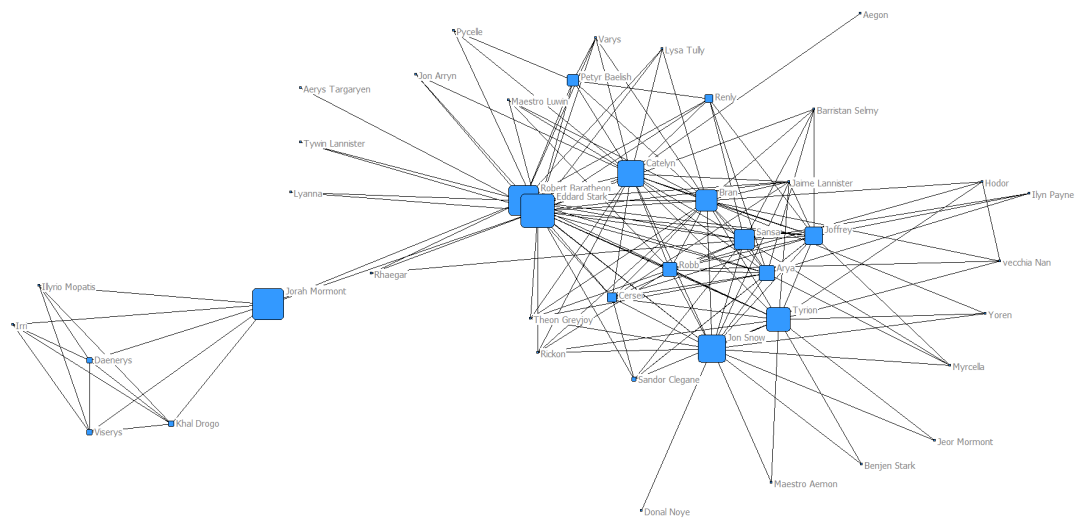 Aegon
Pycelle
Varys
Lysa Tully
Jon Arryn
Petyr Baelish
Aerys Targaryen
Maestro Luwin
Renly
Barristan Selmy
Tywin Lannister
Catelyn
Jaime Lannister
Hodor
Lyanna
Robert Baratheon
Eddard Stark
Bran
Ilyn Payne
Sansa
Joffrey
Robb
Arya
vecchia Nan
Rhaegar
Illyrio Mopatis
Jorah Mormont
Cersei
Irri
Theon Greyjoy
Tyrion
Yoren
Jon Snow
Rickon
Daenerys
Myrcella
Sandor Clegane
Khal Drogo
Viserys
Jeor Mormont
Benjen Stark
Maestro Aemon
Donal Noye